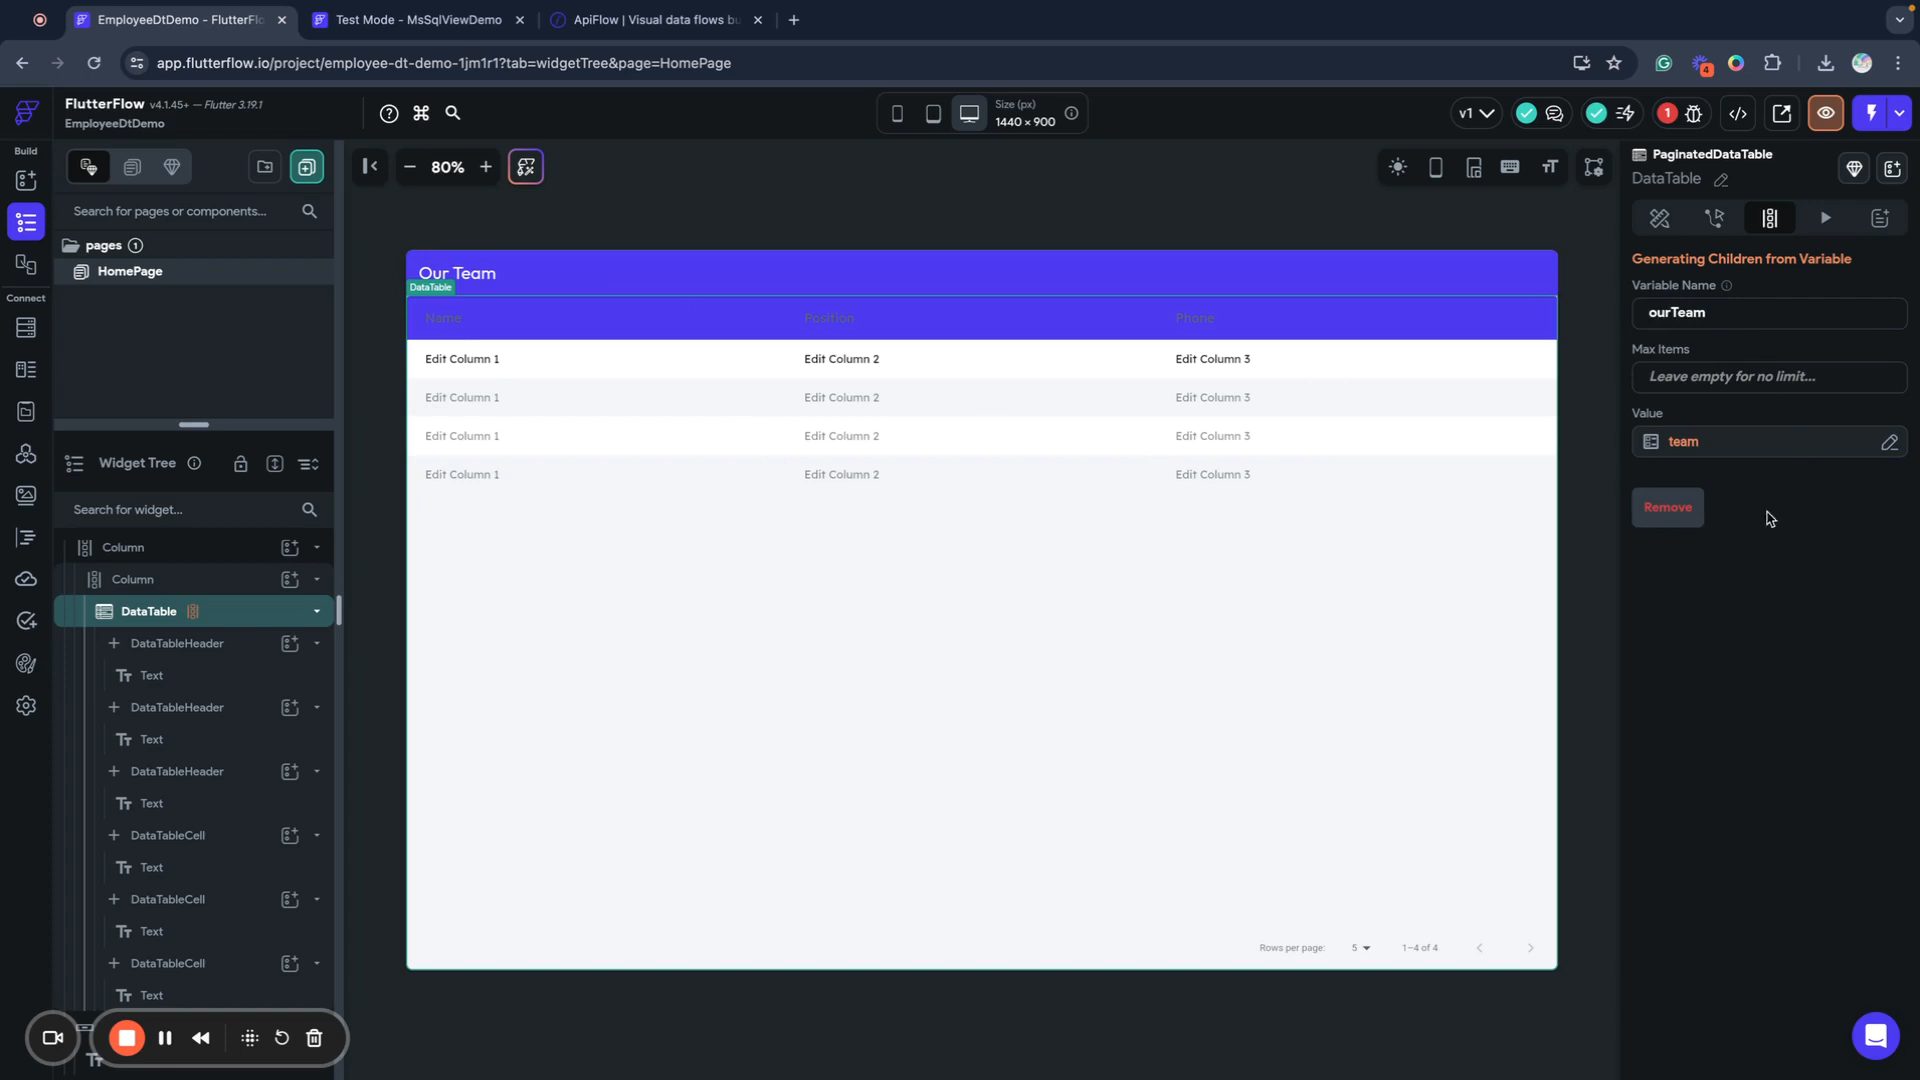 EmployeeDtDemo - FlutterFlo
Test Mode - MsSqlViewDemo
ApiFlow | Visual data flows bu
app.flutterflow.io/project/employee-dt-demo-1jm1r1?tab=widgetTree&page=HomePage
4
FlutterFlow v4.1.45+ — Flutter 3.19.1
EmployeeDtDemo
Size (px)
1440 × 900
v1
1
Build
80%
PaginatedDataTable
DataTable
Search for pages or components...
pages 1
HomePage
Connect
Our Team
DataTable
Name Position Phone
Edit Column 1 Edit Column 2 Edit Column 3
Edit Column 1 Edit Column 2 Edit Column 3
Edit Column 1 Edit Column 2 Edit Column 3
Edit Column 1 Edit Column 2 Edit Column 3
Rows per page: 5 1–4 of 4
Generating Children from Variable
Variable Name
ourTeam
Max Items
Leave empty for no limit...
Value
team
Remove
Widget Tree
Search for widget...
Column
Column
DataTable
DataTableHeader
Tт Text
DataTableHeader
Tт Text
DataTableHeader
Tт Text
DataTableCell
Tт Text
DataTableCell
Tт Text
DataTableCell
Tт Text